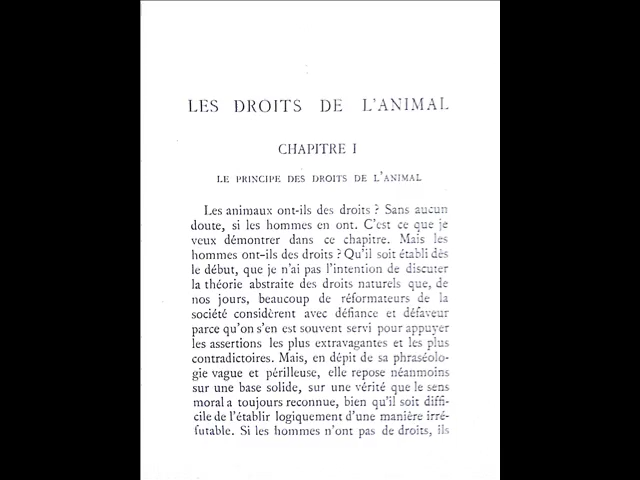 LES DROITS DE L'ANIMAL
CHAPITRE I
LE PRINCIPE DES DROITS DE L'ANIMAL
Les animaux ont-ils des droits ? Sans aucun
doute, si les hommes en ont. C'est ce que je
veux démontrer dans ce chapitre. Mais les
hommes ont-ils des droits ? Qu'il soit établi dès
le début, que je n'ai pas l'intention de discuter
la théorie abstraite des droits naturels que, de
nos jours, beaucoup de réformateurs de la
société considèrent avec défiance et défaveur
parce qu'on s'en est souvent servi pour appuyer
les assertions les plus extravagantes et les plus
contradictoires. Mais, en dépit de sa phraséolo-
gie vague et périlleuse, elle repose néanmoins
sur une base solide, sur une vérité que le sens
moral a toujours reconnue, bien qu'il soit diffi-
cile de l'établir logiquement d'une manière irré-
futable. Si les hommes n'ont pas de droits, ils